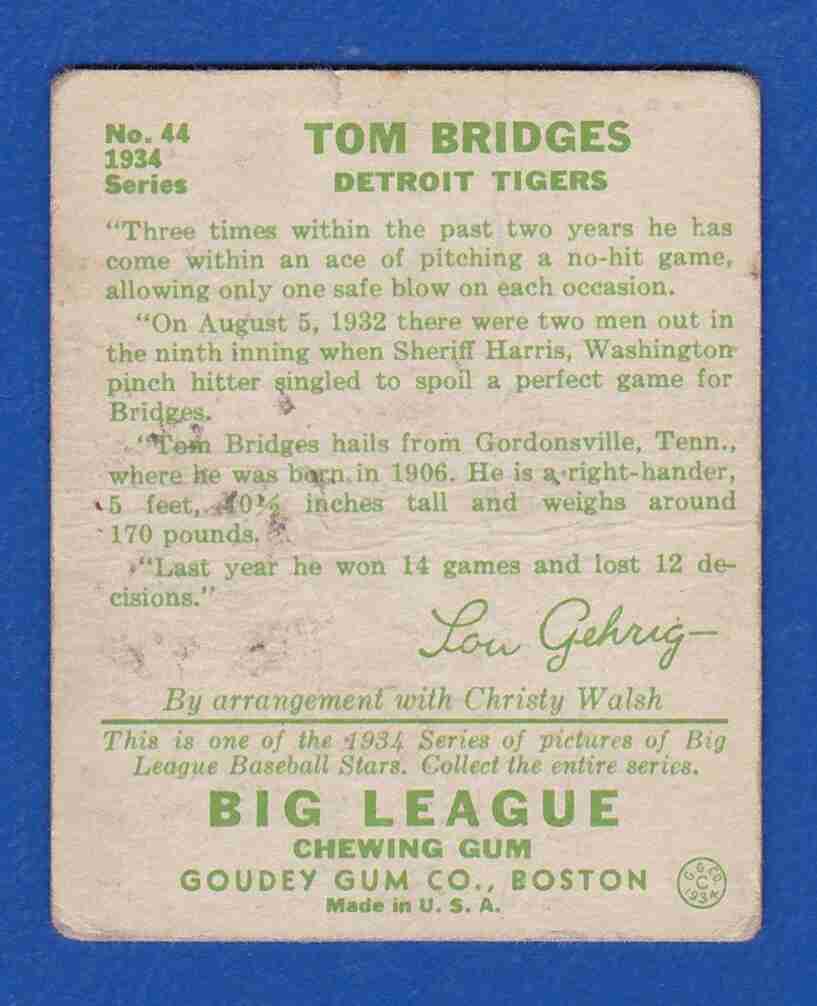 No. 44
1934
Series
TOM BRIDGES
DETROIT TIGERS
"Three times within the past two years he has
come within an ace of pitching a no-hit game,
allowing only one safe blow on each occasion.
"On August 5, 1932 there were two men out in
the ninth inning when Sheriff Harris, Washington
pinch hitter singled to spoil a perfect game for
Bridges.
"Tom Bridges hails from Gordonsville, Tenn.,
where he was born in 1906. He is a right-hander,
5 feet, 10½ inches tall and weighs around
170 pounds.
"Last year he won 14 games and lost 12 de-
cisions."
Lou Gehrig
By arrangement with Christy Walsh
This is one of the 1934 Series of pictures of Big
League Baseball Stars. Collect the entire series.
BIG LEAGUE
CHEWING GUM
GOUDEY GUM CO., BOSTON
Made in U. S. A.
G. G. CO.
C
1934